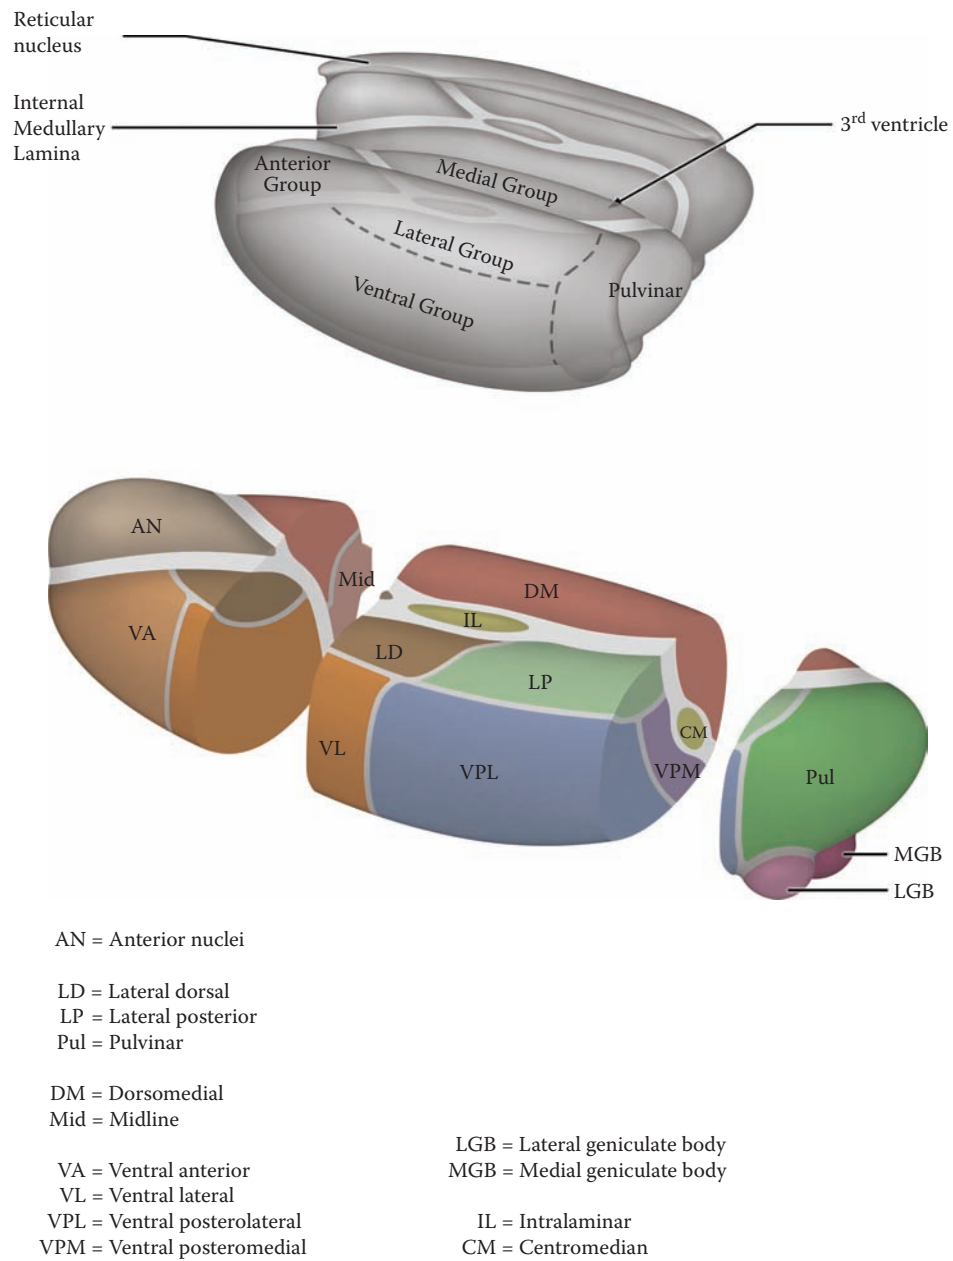 Reticular
nucleus
Internal
Medullary
Lamina
3rd ventricle
Anterior
Group
Medial Group
Lateral Group
Ventral Group
Pulvinar
AN
Mid
DM
IL
VA
LD
LP
CM
VL
VPL
VPM
Pul
MGB
LGB
AN = Anterior nuclei
LD = Lateral dorsal
LP = Lateral posterior
Pul = Pulvinar
DM = Dorsomedial
Mid = Midline
VA = Ventral anterior
VL = Ventral lateral
VPL = Ventral posterolateral
VPM = Ventral posteromedial
LGB = Lateral geniculate body
MGB = Medial geniculate body
IL = Intralaminar
CM = Centromedian